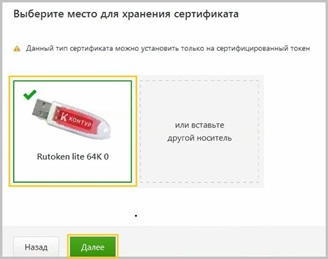 Выберите место для хранения сертификата
Данный тип сертификата можно установить только на сертифицированный токен
КОНТУР
Rutoken lite 64K 0
или вставьте
другой носитель
Назад
Далее